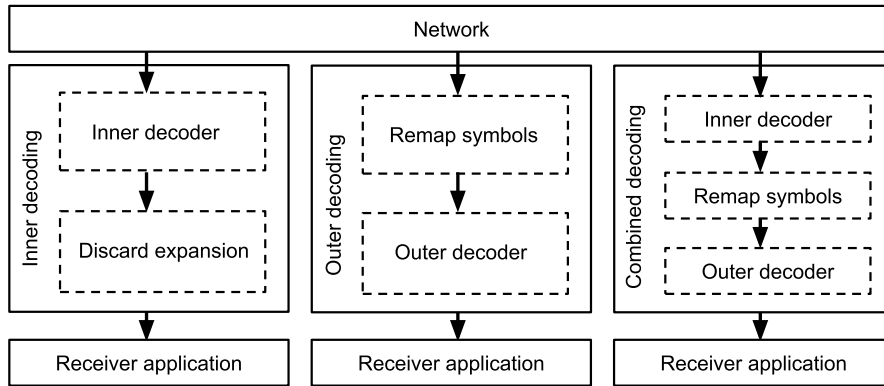 Network
Inner decoding
Inner decoder
Discard expansion
Receiver application
Outer decoding
Remap symbols
Outer decoder
Receiver application
Combined decoding
Inner decoder
Remap symbols
Outer decoder
Receiver application